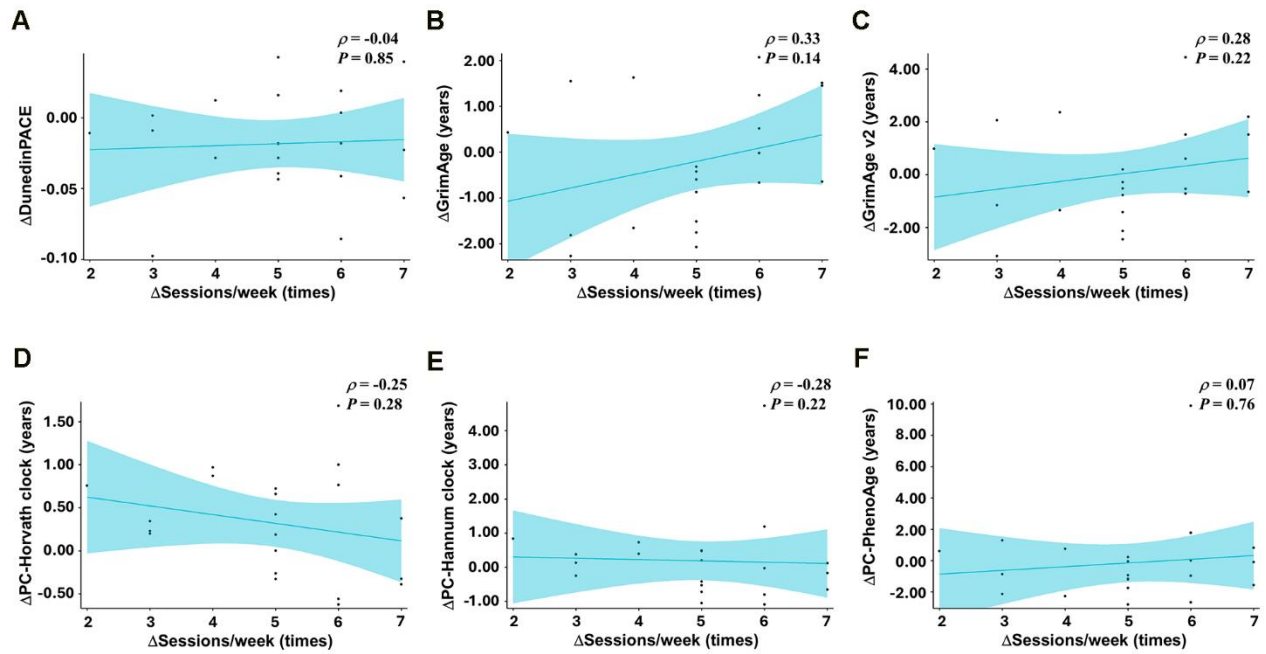 A
ρ = -0.04
P = 0.85
ΔDunedinPACE
0.00
-0.05
-0.10
2 3 4 5 6 7
ΔSessions/week (times)
B
ρ = 0.33
P = 0.14
ΔGrimAge (years)
2.00
1.00
0.00
-1.00
-2.00
2 3 4 5 6 7
ΔSessions/week (times)
C
ρ = 0.28
P = 0.22
ΔGrimAge v2 (years)
4.00
2.00
0.00
-2.00
2 3 4 5 6 7
ΔSessions/week (times)
D
ρ = -0.25
P = 0.28
ΔPC-Horvath clock (years)
1.50
1.00
0.50
0.00
-0.50
2 3 4 5 6 7
ΔSessions/week (times)
E
ρ = -0.28
P = 0.22
ΔPC-Hannum clock (years)
4.00
3.00
2.00
1.00
0.00
-1.00
2 3 4 5 6 7
ΔSessions/week (times)
F
ρ = 0.07
P = 0.76
ΔPC-PhenoAge (years)
10.00
8.00
6.00
4.00
2.00
0.00
-2.00
2 3 4 5 6 7
ΔSessions/week (times)